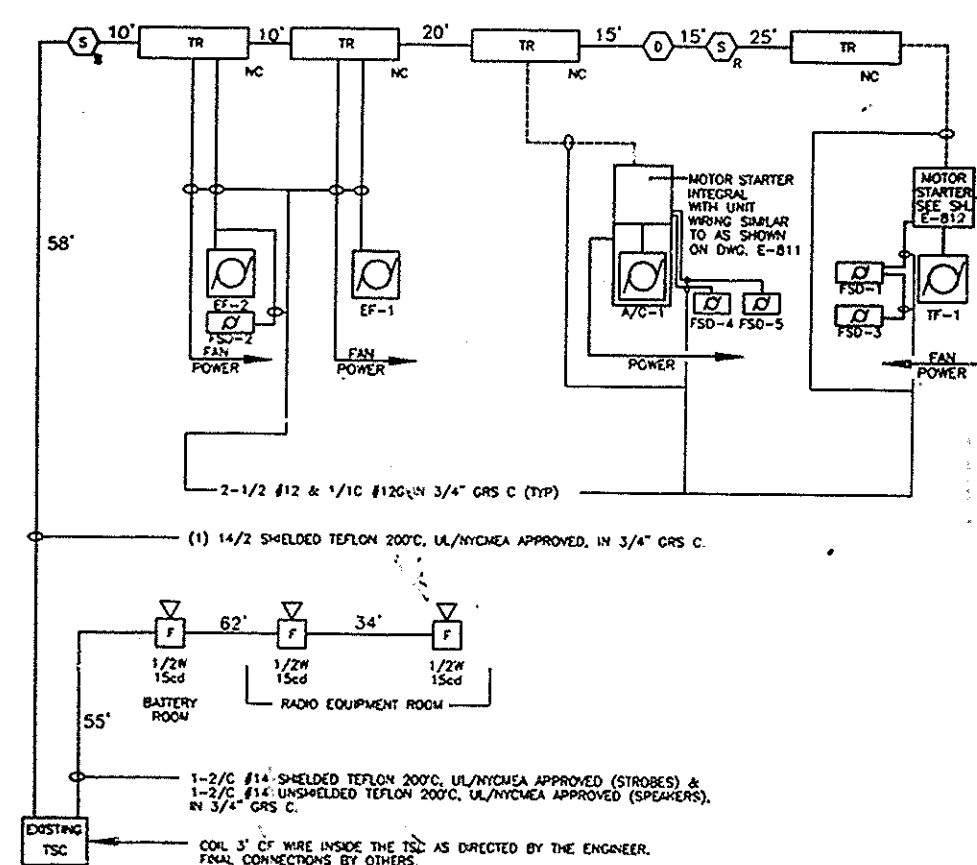 S 10' TR 10' TR 20' TR 15' D 15' S 25' TR
NC NC NC R NC
58'
MOTOR STARTER
INTEGRAL
WITH UNIT
WIRING SIMILAR
TO AS SHOWN
ON DWG. E-811
MOTOR
STARTER
SEE SH.
E-812
EF-2
FSD-2
EF-1
A/C-1
FSD-4 FSD-5
FSD-1
FSD-3
TF-1
FAN
POWER
FAN
POWER
POWER
FAN
POWER
2-1/2 #12 & 1/1C #12G IN 3/4" GRS C (TYP)
(1) 14/2 SHIELDED TEFLON 200°C, UL/NYCMEA APPROVED, IN 3/4" GRS C.
F 62' F 34' F
1/2W 1/2W 1/2W
15cd 15cd 15cd
BATTERY
ROOM
RADIO EQUIPMENT ROOM
55'
1-2/C #14 SHIELDED TEFLON 200°C, UL/NYCMEA APPROVED (STROBES) &
1-2/C #14 UNSHIELDED TEFLON 200°C, UL/NYCMEA APPROVED (SPEAKERS),
IN 3/4" GRS C.
EXISTING
TSC
COIL 3' OF WIRE INSIDE THE TSC AS DIRECTED BY THE ENGINEER.
FINAL CONNECTIONS BY OTHERS.